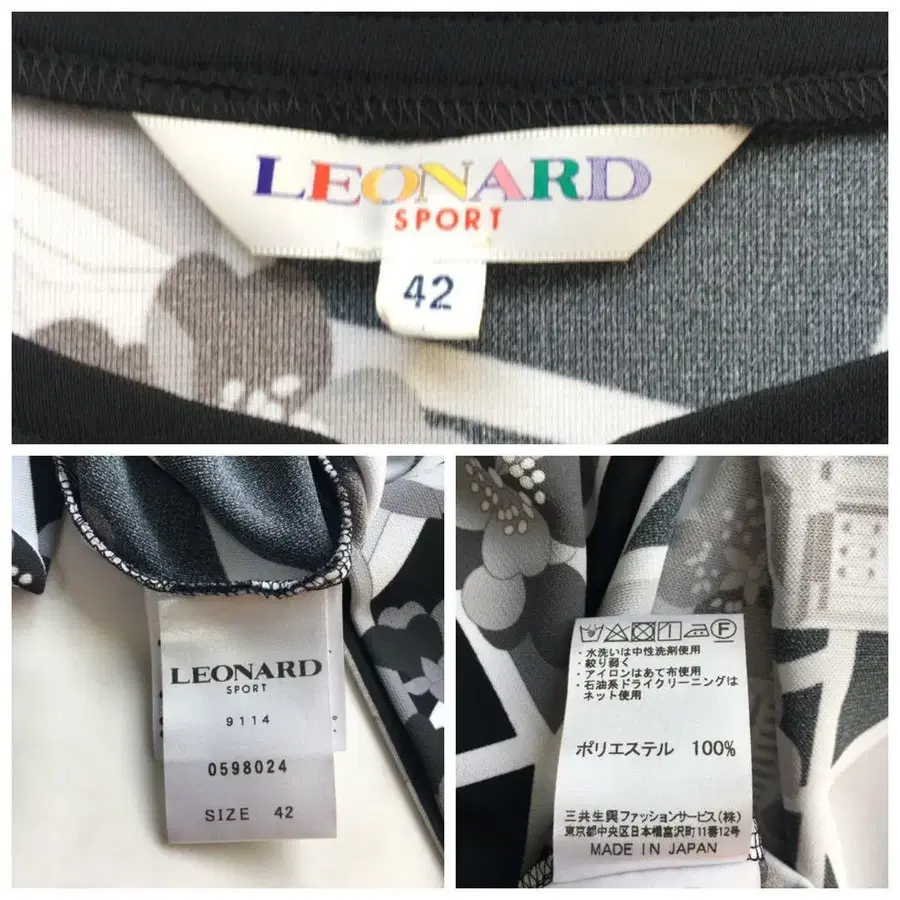 LEONARD
SPORT
42
LEONARD
SPORT
9114
0598024
SIZE 42
・水洗いは中性洗剤使用
・絞り弱く
・アイロンはあて布使用
・石油系ドライクリーニングは
ネット使用
ポリエステル 100%
三共生興ファッションサービス(株)
東京都中央区日本橋富沢町11番12号
MADE IN JAPAN